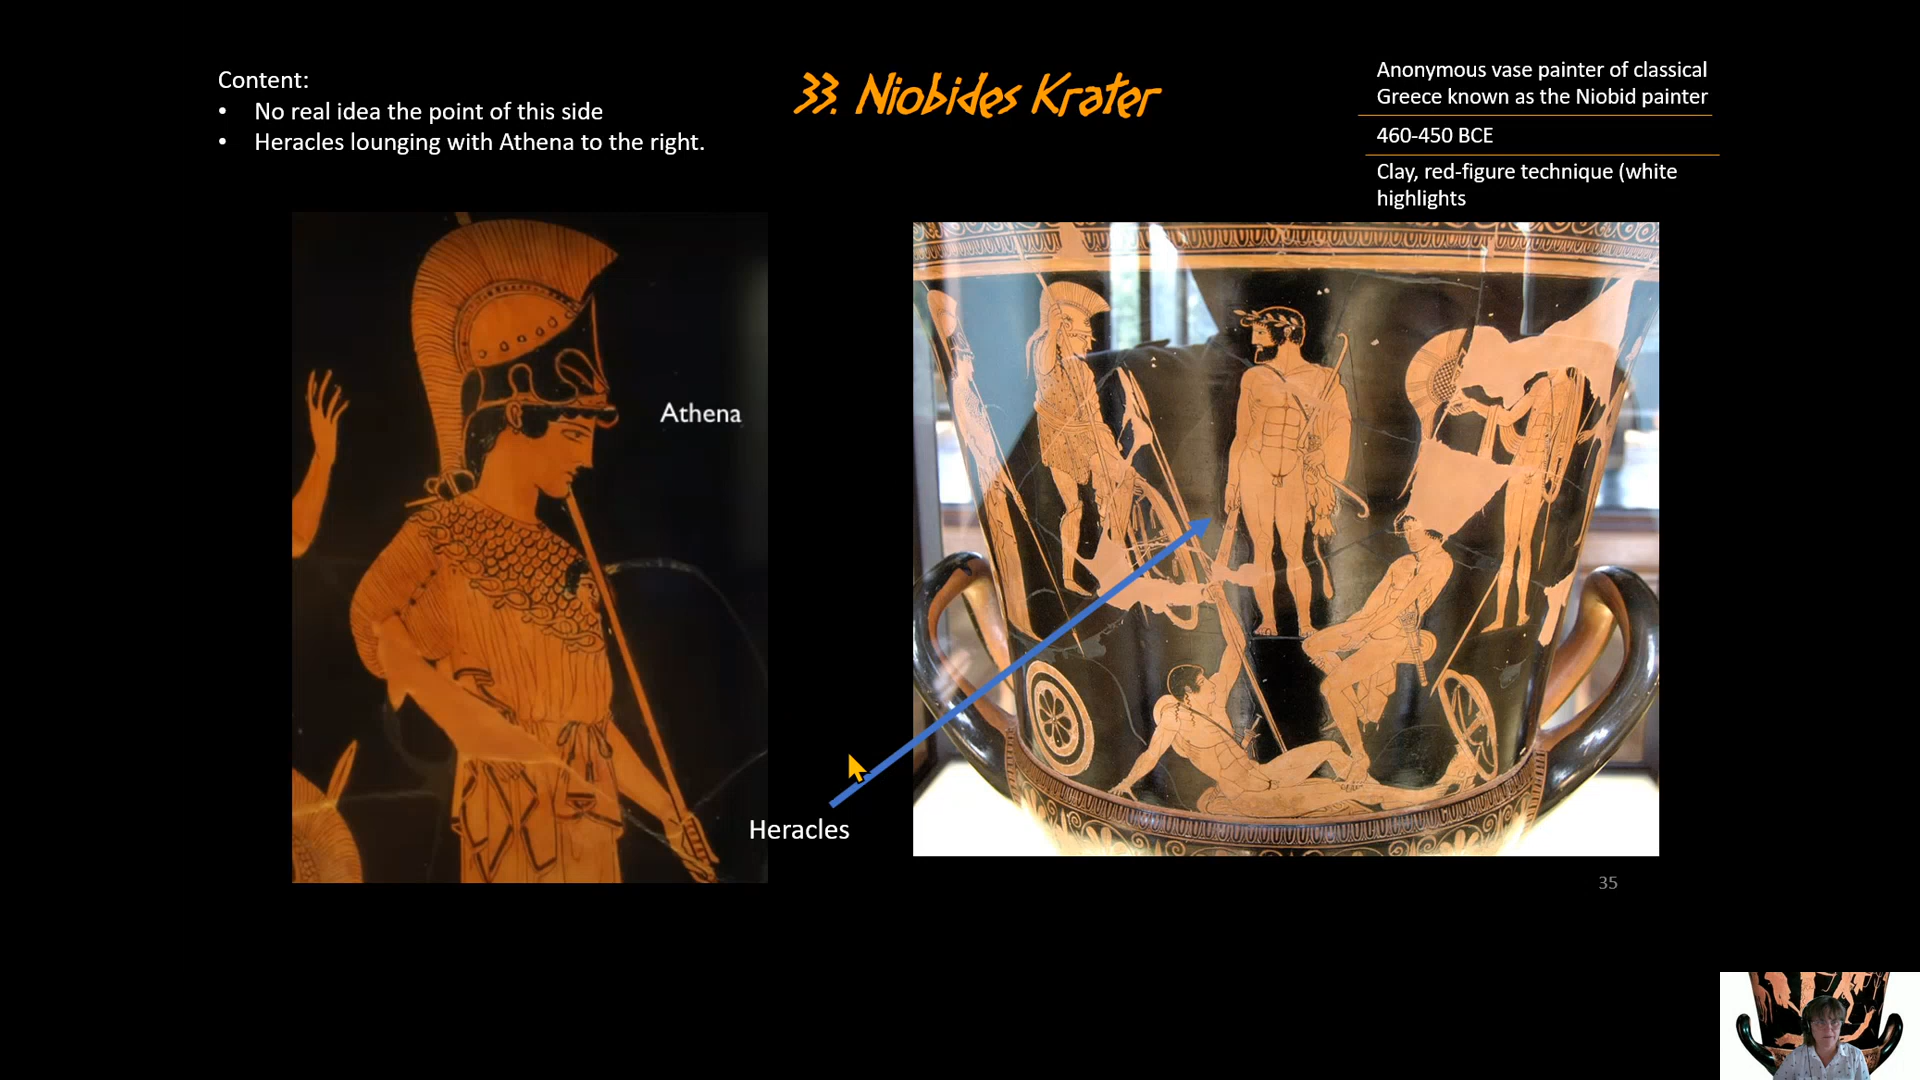 Content:
• No real idea the point of this side
• Heracles lounging with Athena to the right.
33. Niobides Krater
Anonymous vase painter of classical
Greece known as the Niobid painter
460-450 BCE
Clay, red-figure technique (white
highlights
Athena
Heracles
35